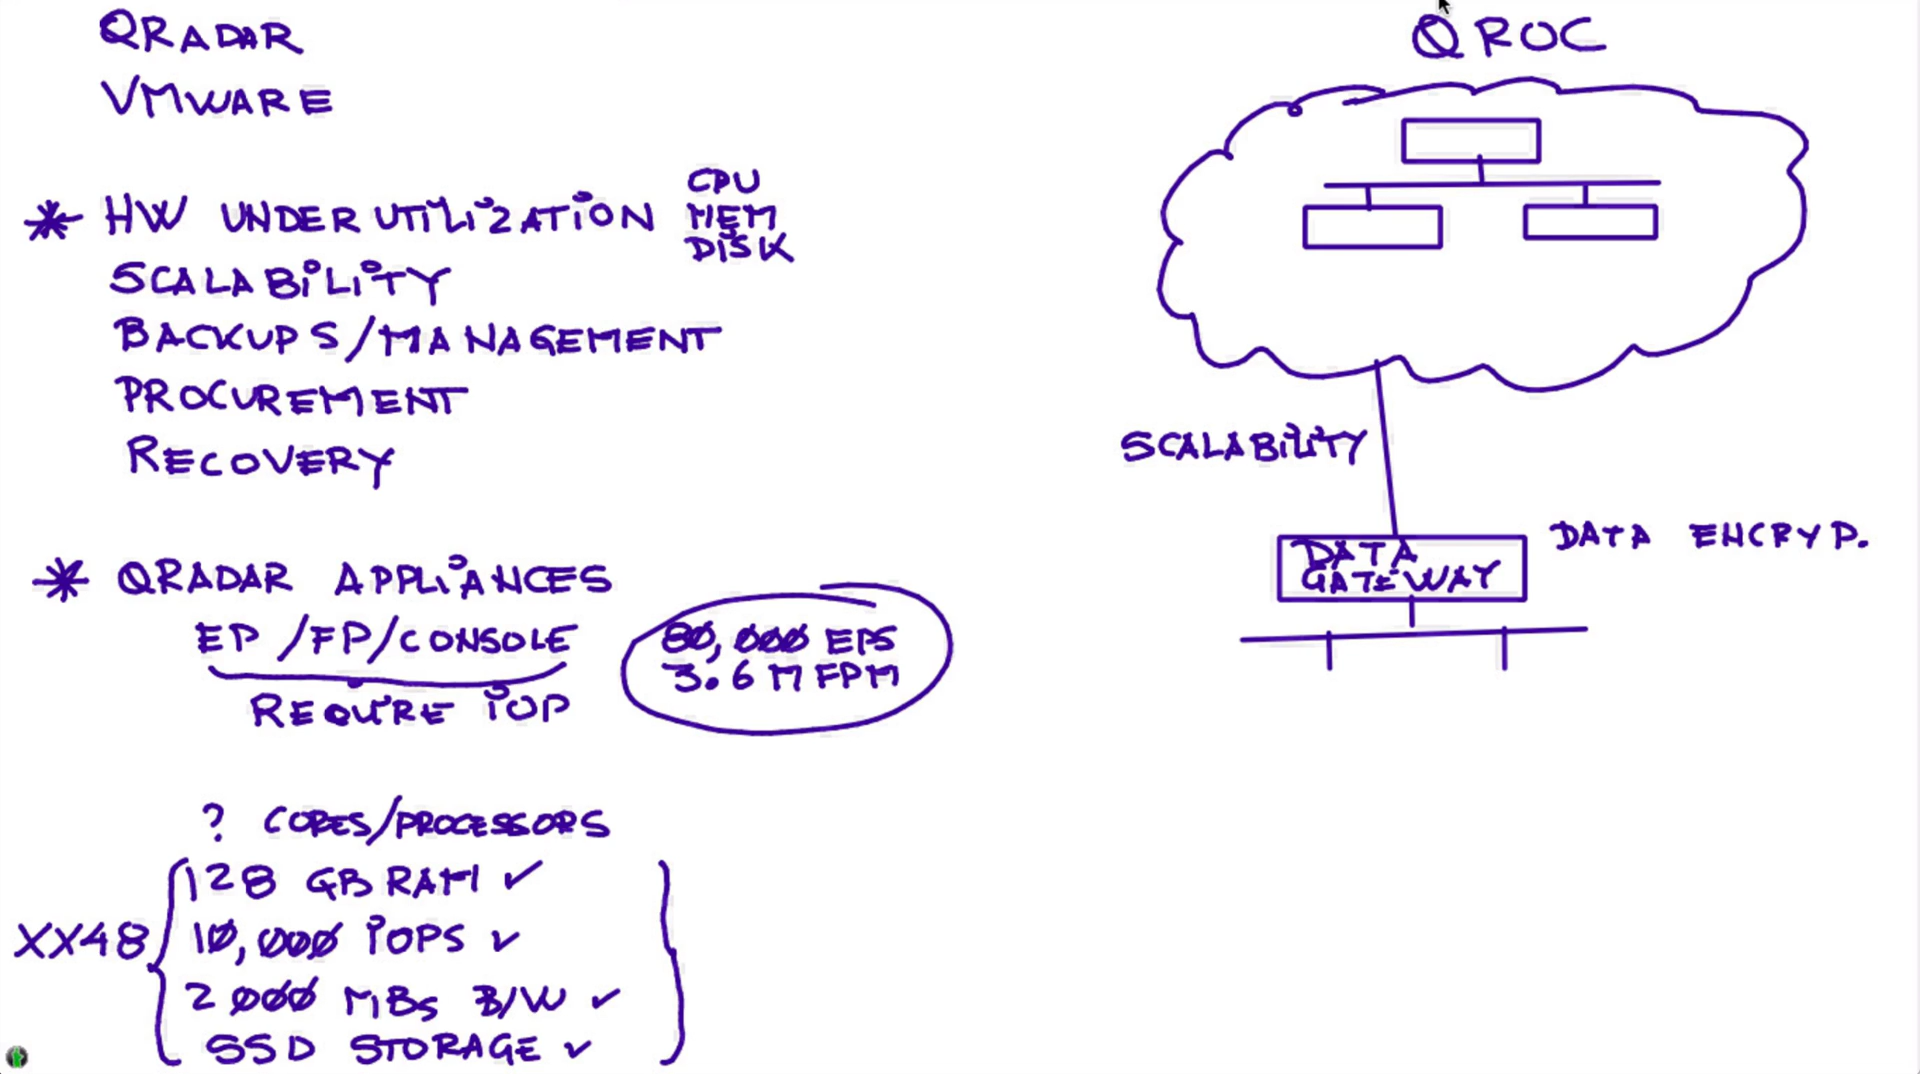 QRADAR
VMWARE
* HW UNDERUTILIZATION CPU
MEM
DISK
SCALABILITY
BACKUPS/MANAGEMENT
PROCUREMENT
RECOVERY
* QRADAR APPLIANCES
EP/FP/CONSOLE
REQUIRE IOP
80,000 EPS
3.6 M FPM
? CORES/PROCESSORS
XX48
128 GB RAM ✓
10,000 IOPS ✓
2000 MBs B/W ✓
SSD STORAGE ✓
QROC
SCALABILITY
DATA
GATEWAY
DATA ENCRYP.